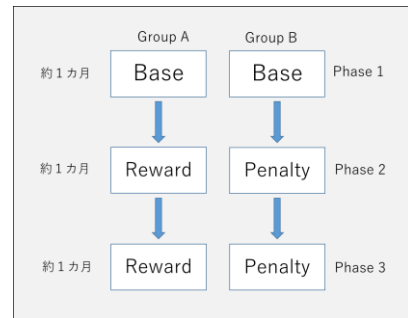 Group A Group B
約1カ月 Base Base Phase 1
約1カ月 Reward Penalty Phase 2
約1カ月 Reward Penalty Phase 3